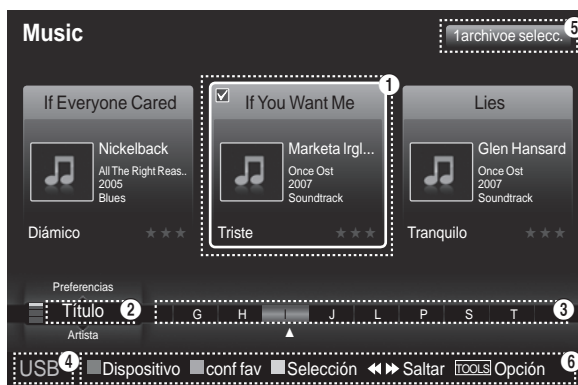 Music
1archivoe selecc. 5
1
If Everyone Cared
Nickelback
All The Right Reas..
2005
Blues
Diámico ★★★
If You Want Me
Marketa Irgl...
Once Ost
2007
Soundtrack
Triste ★★★
Lies
Glen Hansard
Once Ost
2007
Soundtrack
Tranquilo ★★★
Preferencias
Título 2 G H I J L P S T 3
Artista
USB 4 Dispositivo conf fav Selección Saltar TOOLS Opción 6